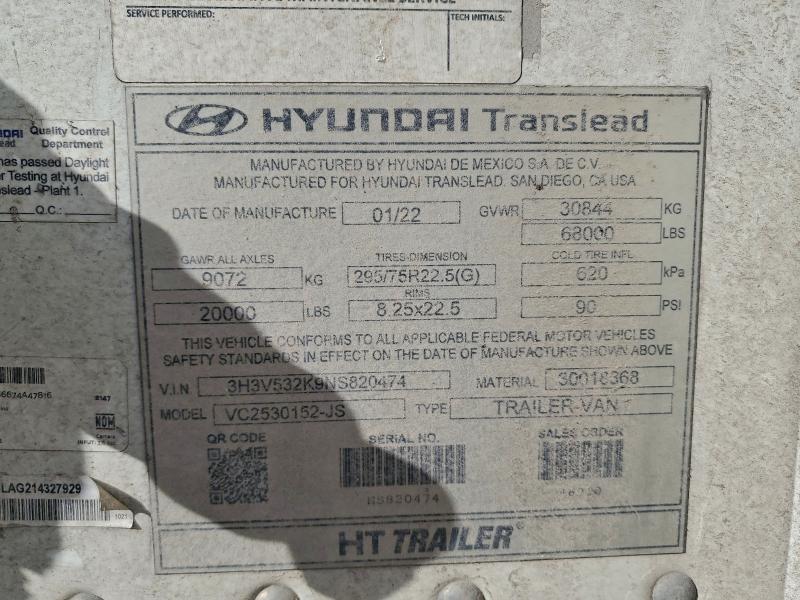 SERVICE PERFORMED:
TECH INITIALS:
Quality Control
Department
has passed Daylight
Testing at Hyundai
Plant 1.
Q.C.:
HYUNDAI Translead
MANUFACTURED BY HYUNDAI DE MEXICO S.A. DE C.V.
MANUFACTURED FOR HYUNDAI TRANSLEAD. SAN DIEGO, CA USA
DATE OF MANUFACTURE 01/22 GVWR 30844 KG
68000 LBS
GAWR ALL AXLES TIRES-DIMENSION COLD TIRE INFL.
9072 KG 295/75R22.5(G) 620 kPa
RIMS
20000 LBS 8.25x22.5 90 PSI
THIS VEHICLE CONFORMS TO ALL APPLICABLE FEDERAL MOTOR VEHICLES
SAFETY STANDARDS IN EFFECT ON THE DATE OF MANUFACTURE SHOWN ABOVE
V.I.N. 3H3V532K9NS820474 MATERIAL 30018368
MODEL VC2530152-JS TYPE TRAILER-VAN
QR CODE SERIAL NO. SALES ORDER
NS820474
HT TRAILER®
2147
NOM
LAG214327929
1021